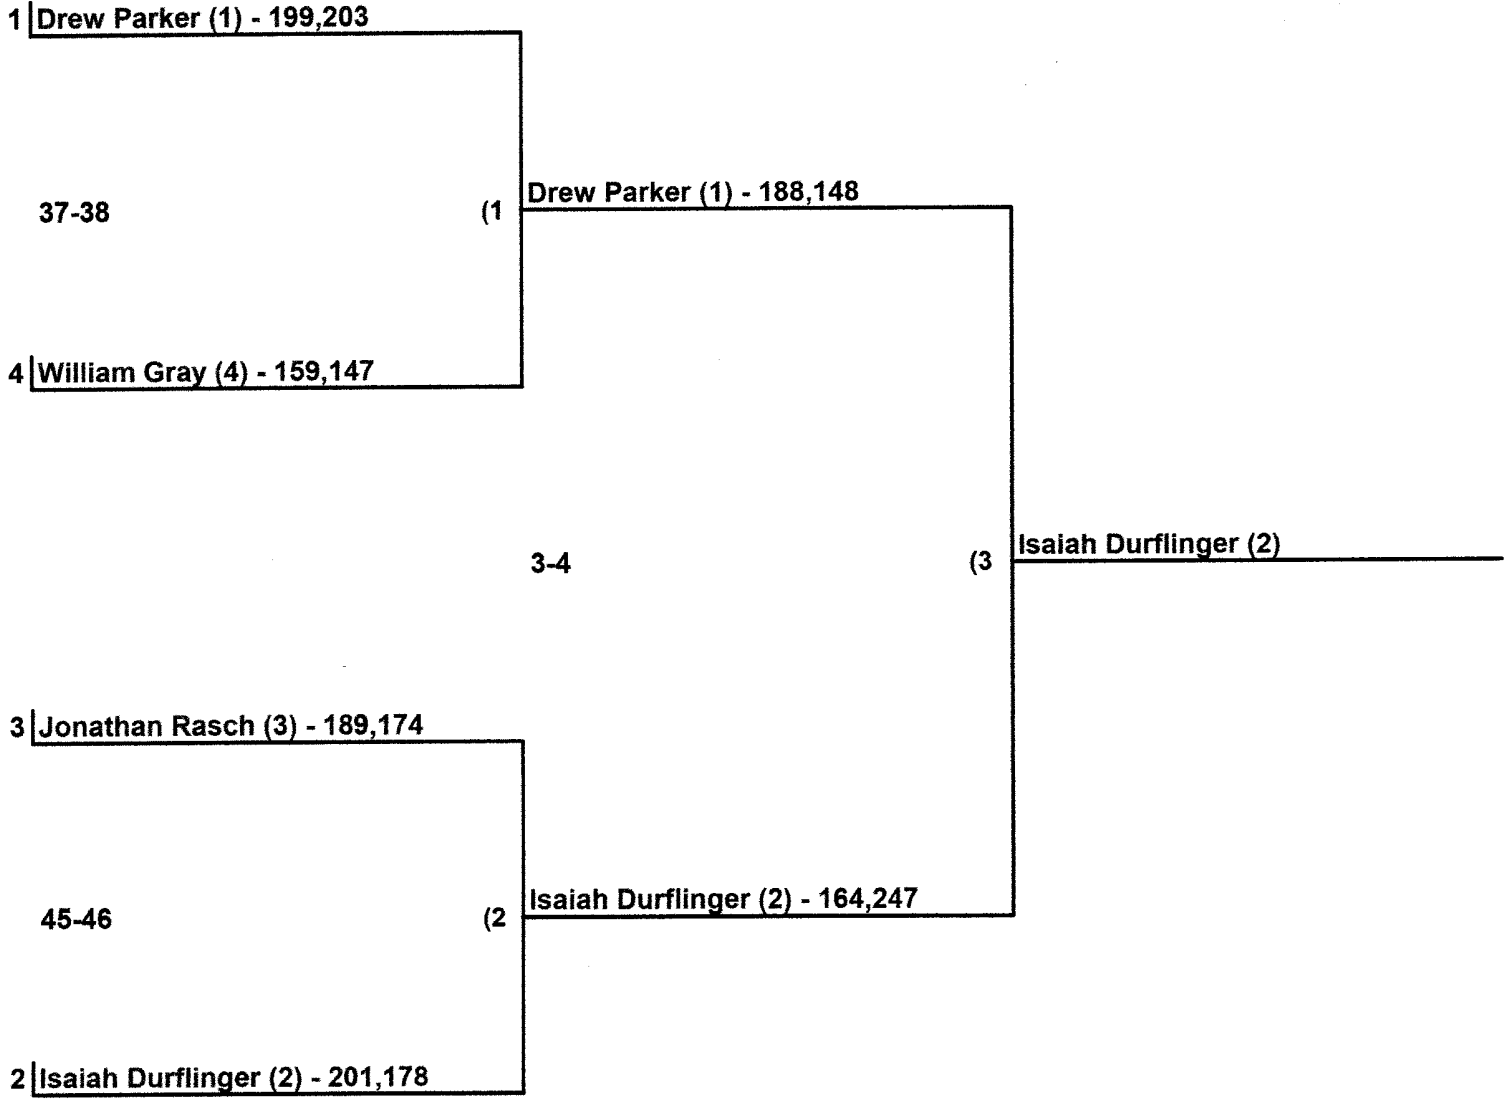 1 Drew Parker (1) - 199,203
Drew Parker (1) - 188,148
37-38
(1
4 William Gray (4) - 159,147
Isaiah Durflinger (2)
3-4
(3
3 Jonathan Rasch (3) - 189,174
Isaiah Durflinger (2) - 164,247
45-46
(2
2 Isaiah Durflinger (2) - 201,178